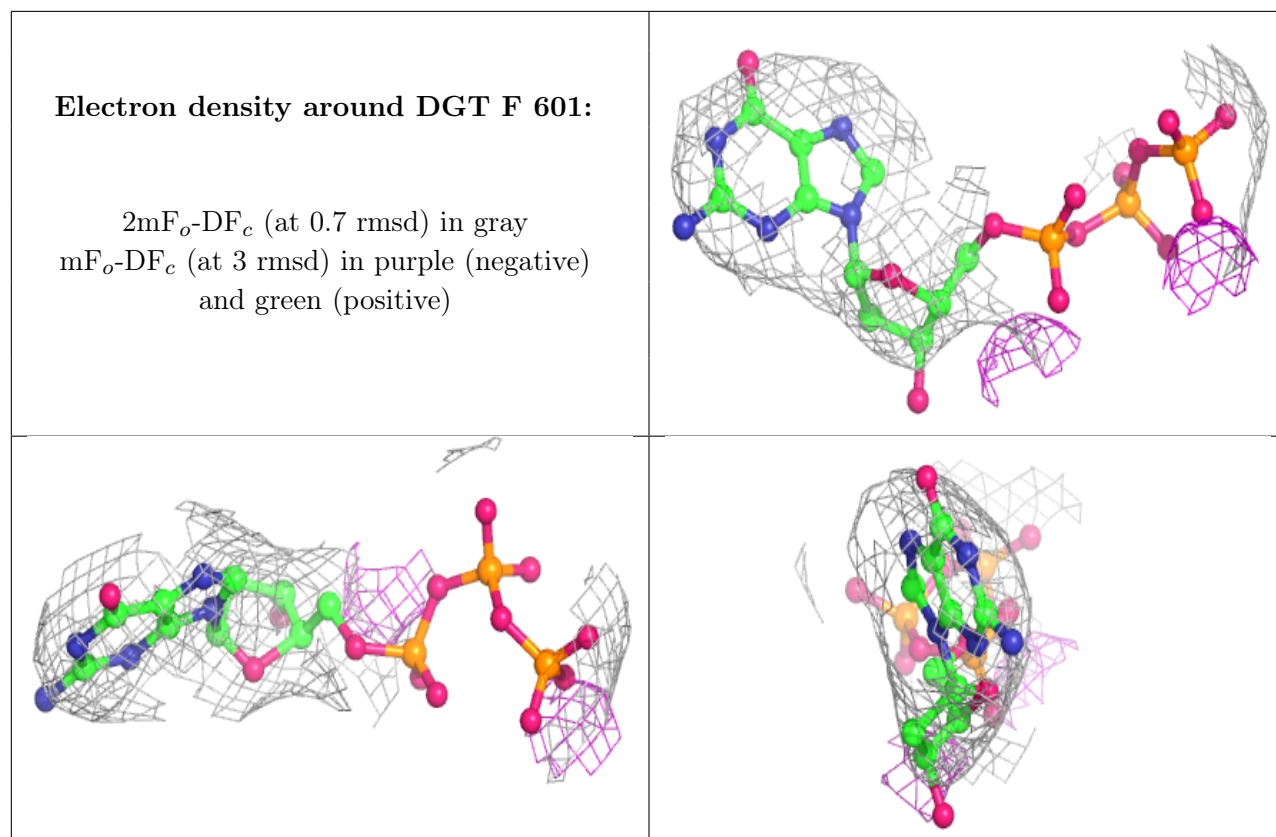 Electron density around DGT F 601:
2mFo-DFc (at 0.7 rmsd) in gray
mFo-DFc (at 3 rmsd) in purple (negative)
and green (positive)